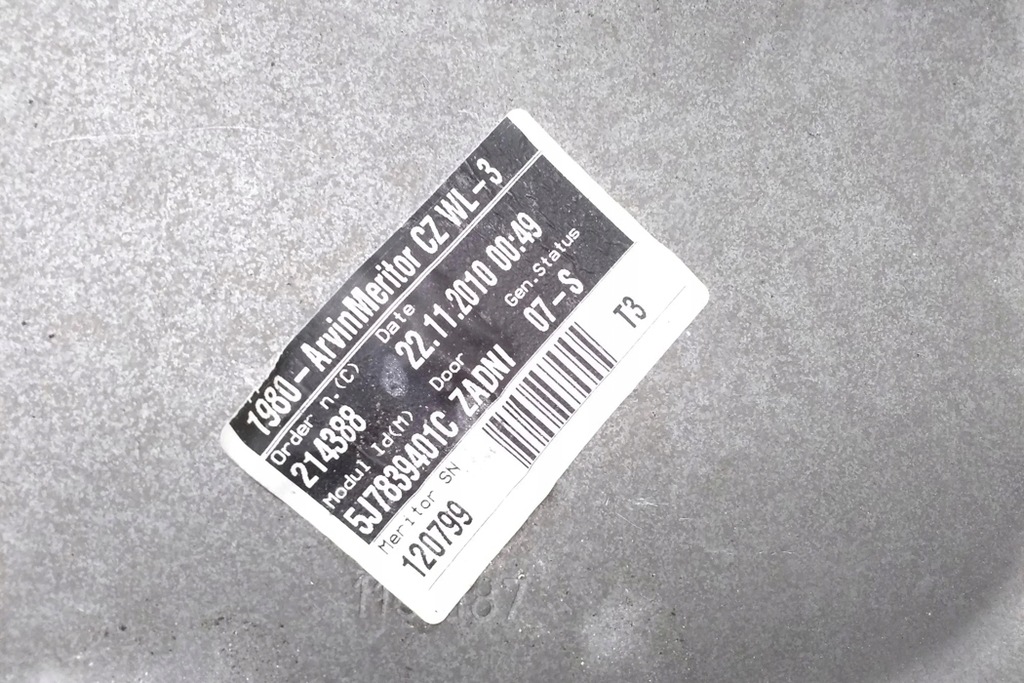 1980 - ArvinMeritor CZ WL - 3
Order n.(C) Date
214388 22.11.2010 00:49
Modul Id(M) Door Gen.Status
5J7839401C ZADNI 07 - S
Meritor SN
120799 T3